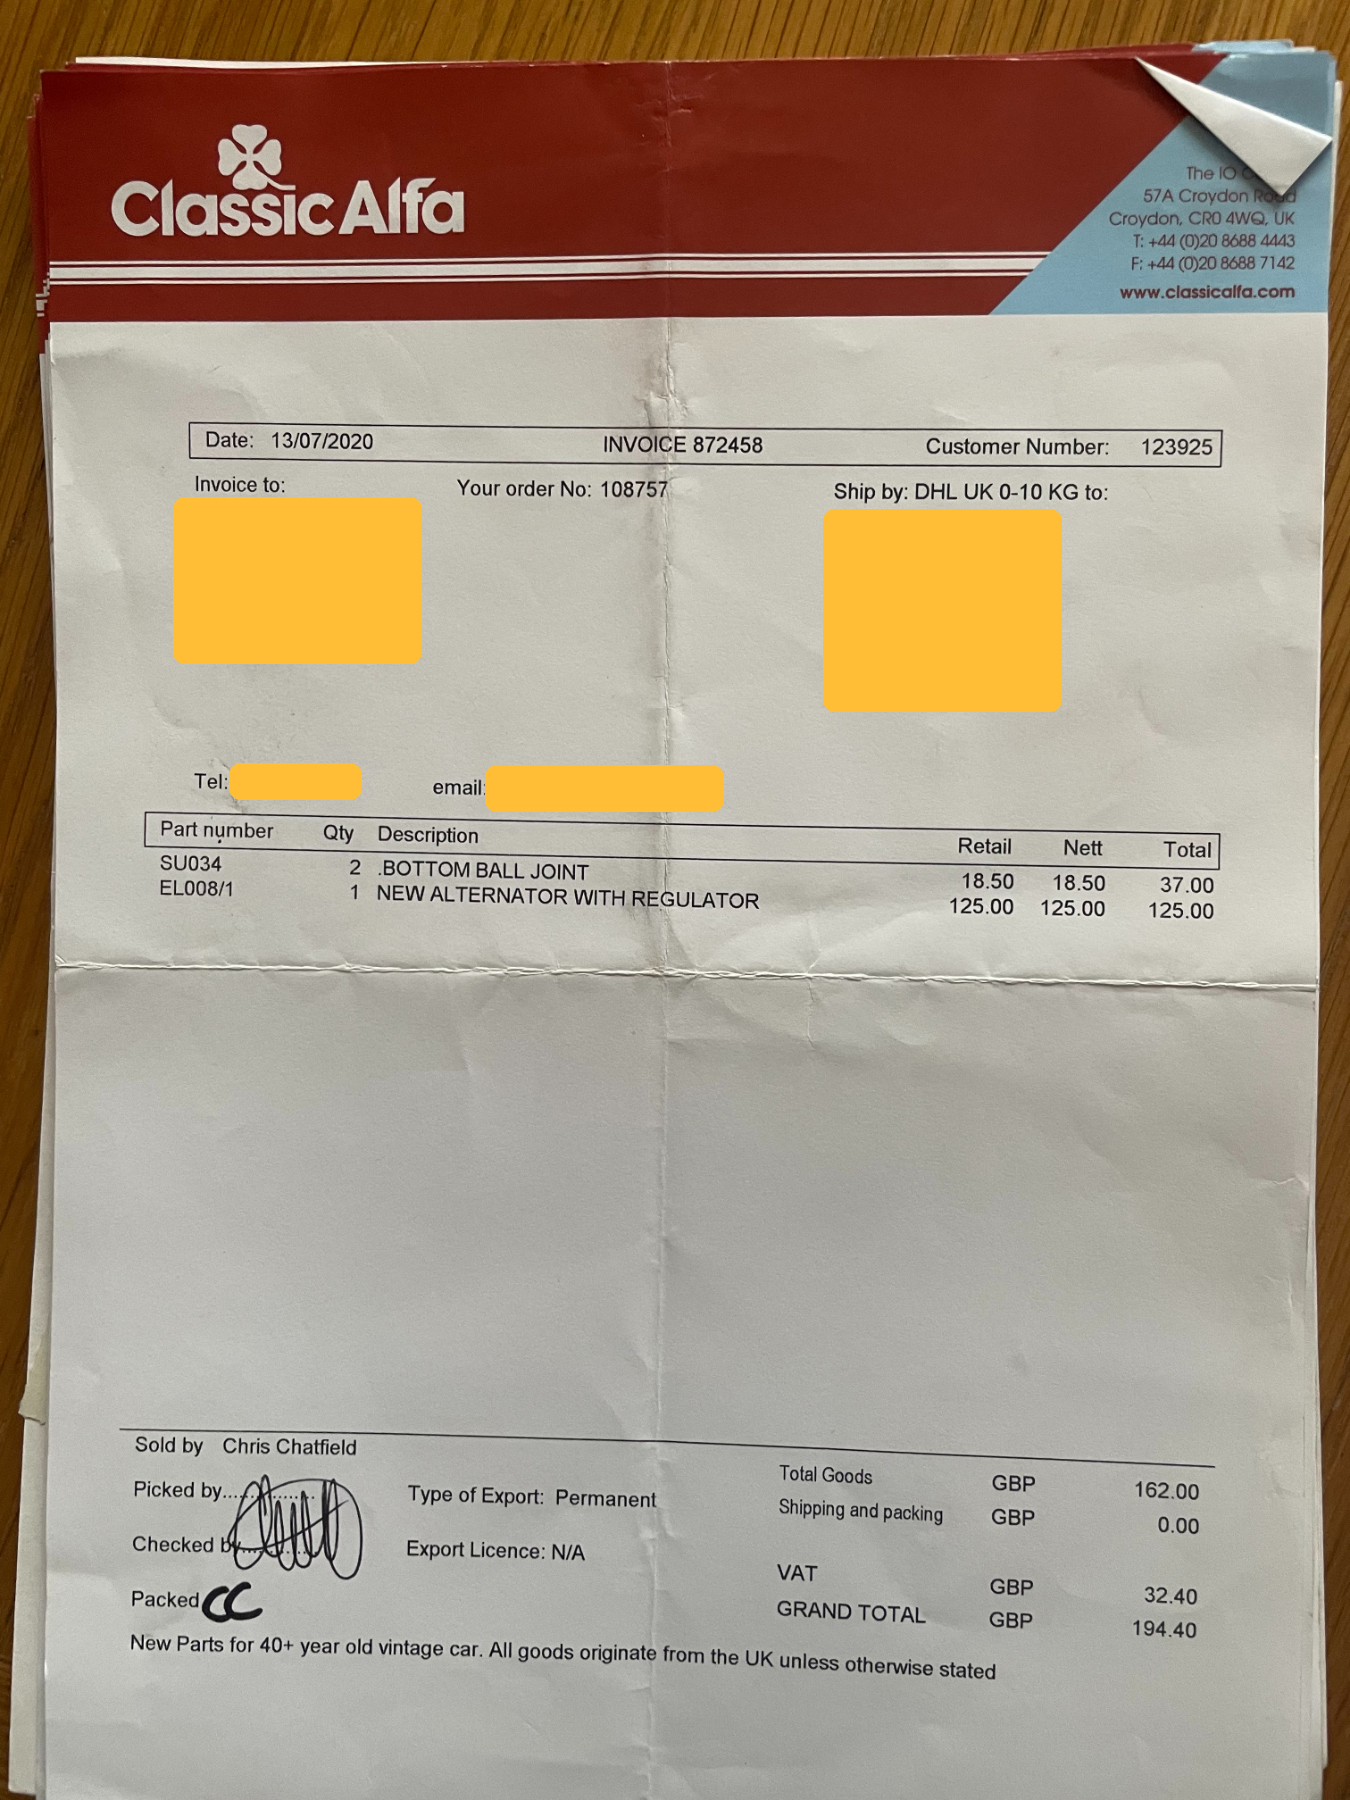 Classic Alfa
The IO
57A Croydon Road
Croydon, CR0 4WQ, UK
T: +44 (0)20 8688 4443
F: +44 (0)20 8688 7142
www.classicalfa.com
Date: 13/07/2020 INVOICE 872458 Customer Number: 123925
Invoice to: Your order No: 108757 Ship by: DHL UK 0-10 KG to:
Tel: email:
Part number Qty Description Retail Nett Total
SU034 2 .BOTTOM BALL JOINT 18.50 18.50 37.00
EL008/1 1 NEW ALTERNATOR WITH REGULATOR 125.00 125.00 125.00
Sold by Chris Chatfield
Total Goods GBP 162.00
Picked by........ Type of Export: Permanent
Shipping and packing GBP 0.00
Checked by........ Export Licence: N/A
VAT GBP 32.40
Packed CC
GRAND TOTAL GBP 194.40
New Parts for 40+ year old vintage car. All goods originate from the UK unless otherwise stated